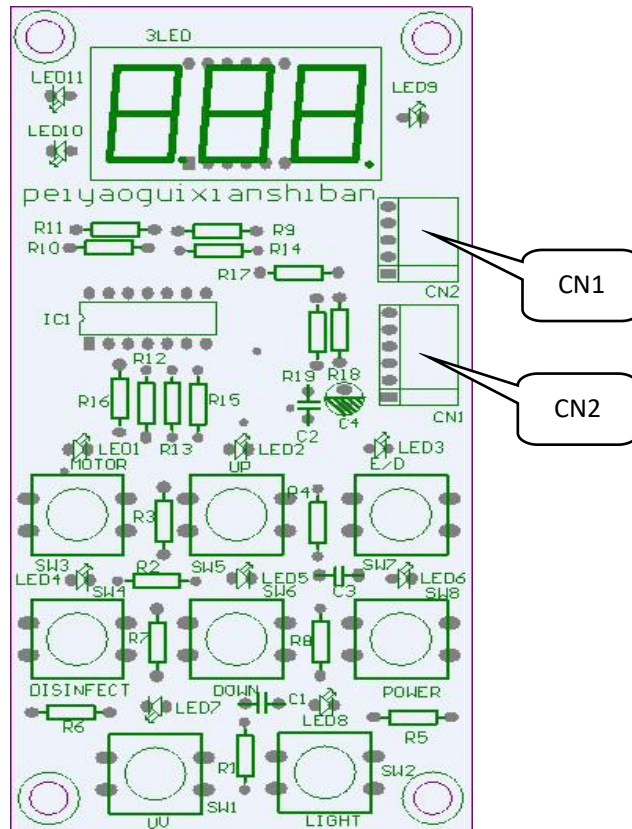 3LED
LED11
LED9
LED10
peiyaoguixianshiban
R11
R9
R10
R14
R17
CN1
CN2
IC1
R12
R19
R18
CN2
R16
R15
CN1
R13
C2
C4
LED1
LED2
LED3
MOTOR
UP
E/D
R3
R4
SW3
SW5
SW7
LED4
SW4
R2
LED5
SW6
C3
LED6
SW8
R7
R8
DISINFECT
DOWN
POWER
LED7
C1
LED8
R6
R5
R1
SW2
SW1
UV
LIGHT